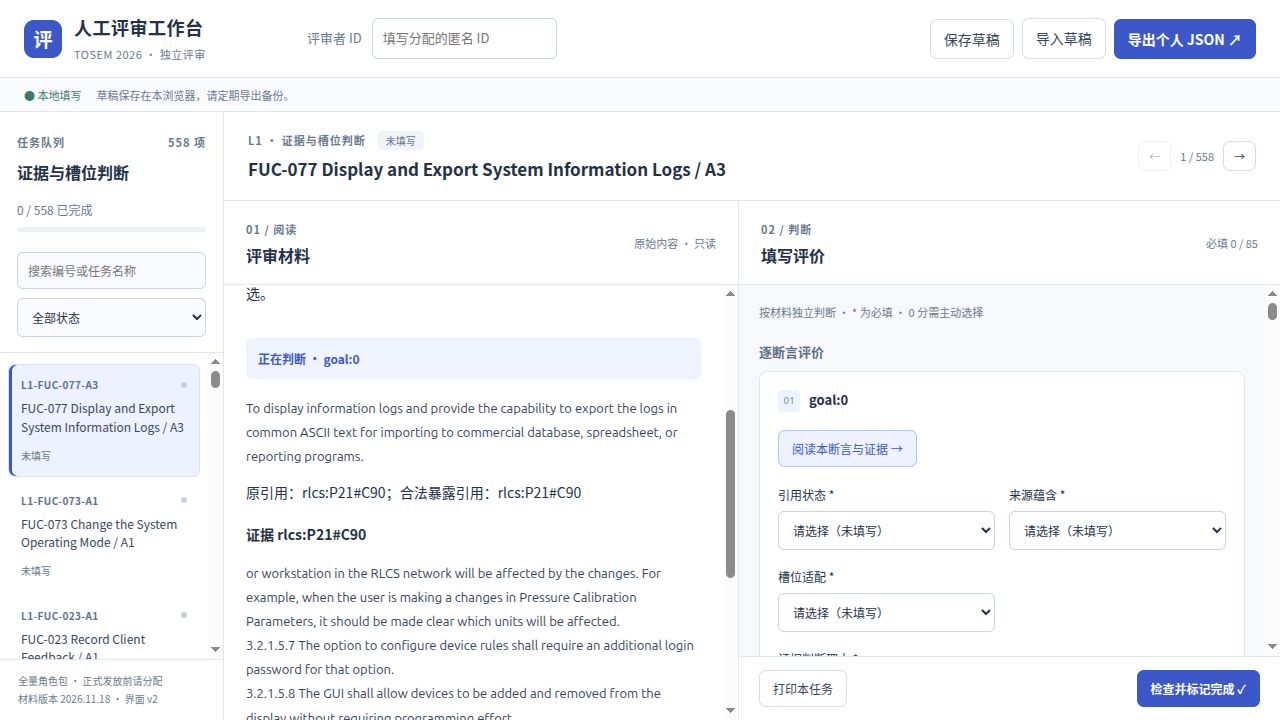 评
人工评审工作台
TOSEM 2026 · 独立评审
评审者 ID
填写分配的匿名 ID
保存草稿
导入草稿
导出个人 JSON ↗
本地填写
草稿保存在本浏览器，请定期导出备份。
任务队列
558 项
证据与槽位判断
0 / 558 已完成
搜索编号或任务名称
全部状态
L1-FUC-077-A3
FUC-077 Display and Export
System Information Logs / A3
未填写
L1-FUC-073-A1
FUC-073 Change the System
Operating Mode / A1
未填写
L1-FUC-023-A1
FUC-023 Record Client
Feedback / A1
全量角色包 · 正式发放前请分配
材料版本 2026.11.18 · 界面 v2
L1 · 证据与槽位判断
未填写
FUC-077 Display and Export System Information Logs / A3
←
1 / 558
→
01 / 阅读
评审材料
原始内容 · 只读
选。
正在判断 · goal:0
To display information logs and provide the capability to export the logs in
common ASCII text for importing to commercial database, spreadsheet, or
reporting programs.
原引用：rlcs:P21#C90；合法暴露引用：rlcs:P21#C90
证据 rlcs:P21#C90
or workstation in the RLCS network will be affected by the changes. For
example, when the user is making a changes in Pressure Calibration
Parameters, it should be made clear which units will be affected.
3.2.1.5.7 The option to configure device rules shall require an additional login
password for that option.
3.2.1.5.8 The GUI shall allow devices to be added and removed from the
display without requiring programming effort.
02 / 判断
填写评价
必填 0 / 85
按材料独立判断 · * 为必填 · 0 分需主动选择
逐断言评价
01
goal:0
阅读本断言与证据 →
引用状态 *
来源蕴含 *
请选择（未填写）
请选择（未填写）
槽位适配 *
请选择（未填写）
证据判断理由 *
打印本任务
检查并标记完成 ✓